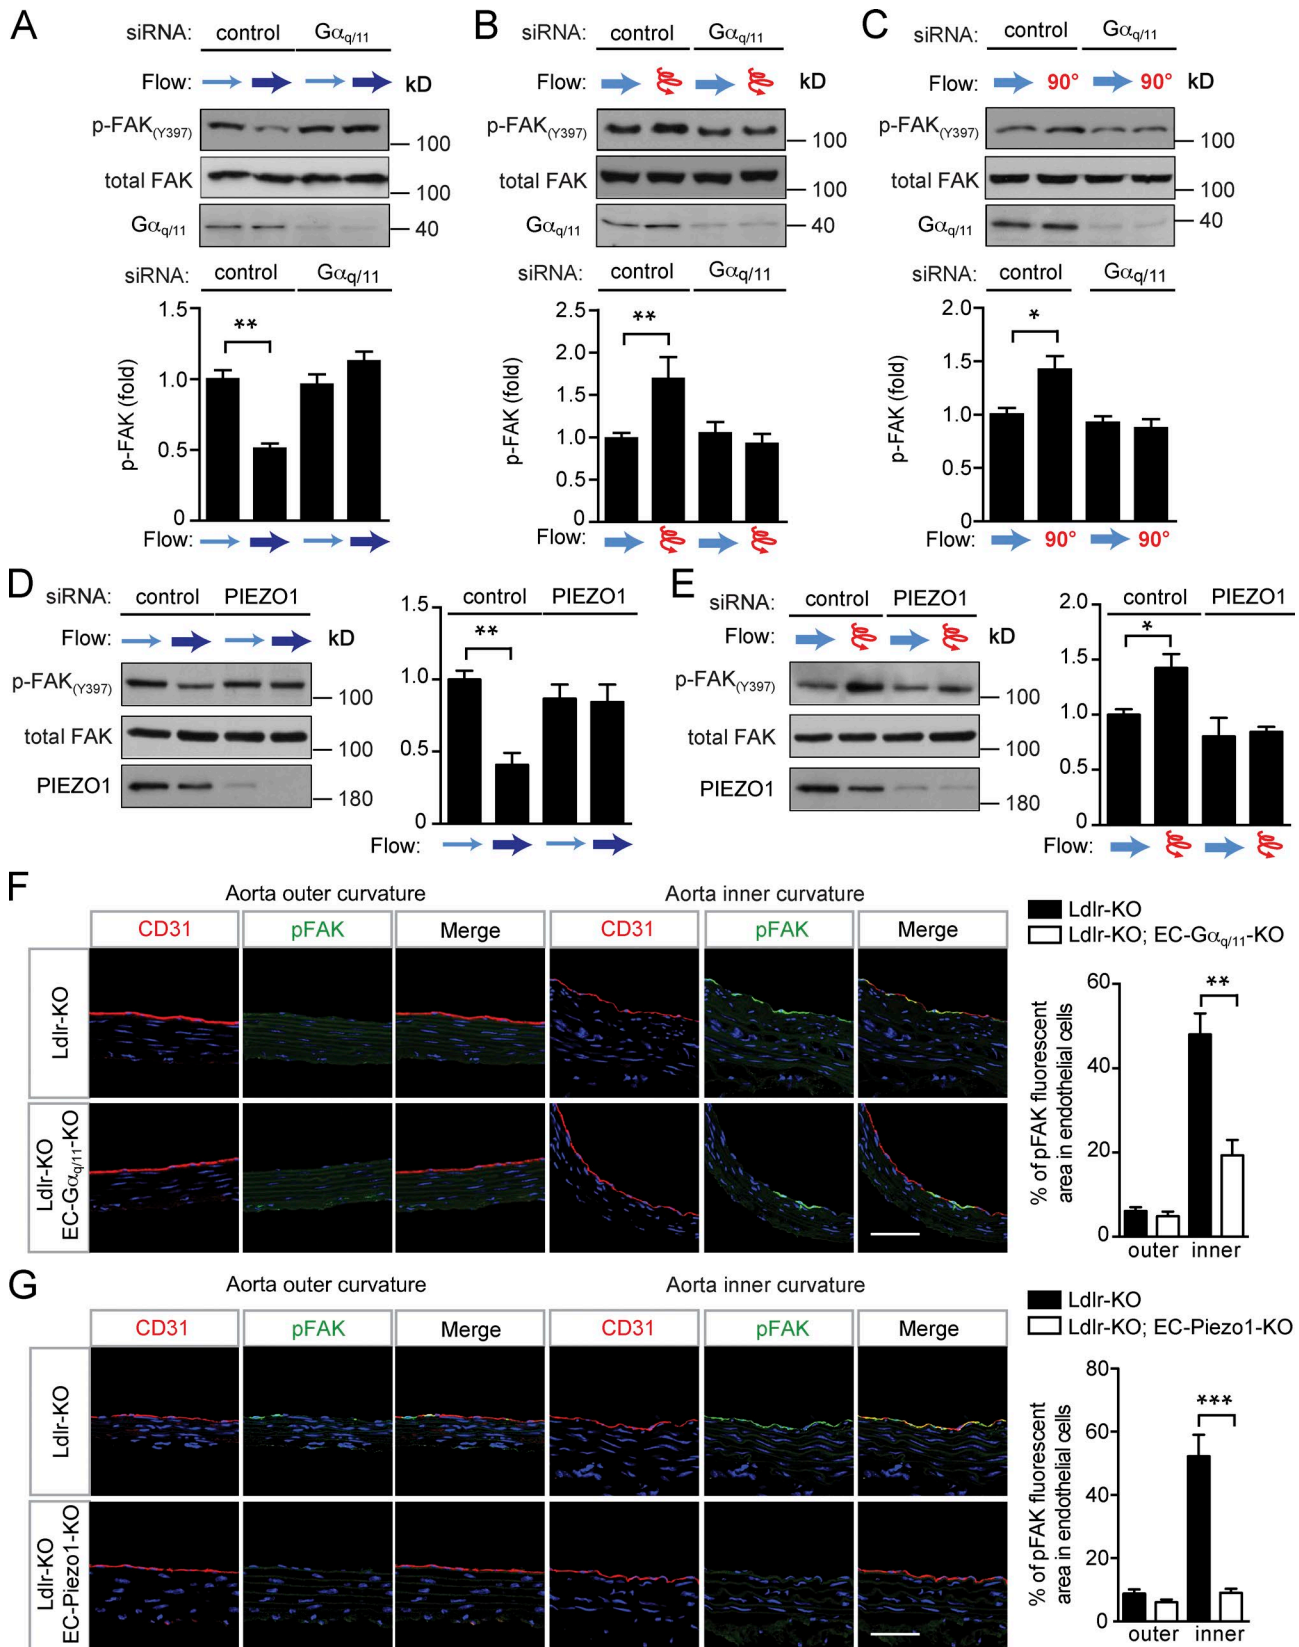 A
siRNA: control Gαq/11
Flow: kD
p-FAK(Y397) 100
total FAK 100
Gαq/11 40
siRNA: control Gαq/11
p-FAK (fold)
1.5
1.0
0.5
0
**
Flow:
B
siRNA: control Gαq/11
Flow: kD
p-FAK(Y397) 100
total FAK 100
Gαq/11 40
siRNA: control Gαq/11
p-FAK (fold)
2.5
2.0
1.5
1.0
0.5
0
**
Flow:
C
siRNA: control Gαq/11
Flow: 90° 90° kD
p-FAK(Y397) 100
total FAK 100
Gαq/11 40
siRNA: control Gαq/11
p-FAK (fold)
2.0
1.5
1.0
0.5
0
*
Flow: 90° 90°
D
siRNA: control PIEZO1
Flow: kD
p-FAK(Y397) 100
total FAK 100
PIEZO1 180
control PIEZO1
1.5
1.0
0.5
0
**
Flow:
E
siRNA: control PIEZO1
Flow: kD
p-FAK(Y397) 100
total FAK 100
PIEZO1 180
control PIEZO1
2.0
1.5
1.0
0.5
0
*
Flow:
F
Aorta outer curvature Aorta inner curvature
CD31 pFAK Merge CD31 pFAK Merge
Ldlr-KO
Ldlr-KO
EC-Gαq/11-KO
Ldlr-KO
Ldlr-KO; EC-Gαq/11-KO
% of pFAK fluorescent
area in endothelial cells
60
40
20
0
**
outer inner
G
Aorta outer curvature Aorta inner curvature
CD31 pFAK Merge CD31 pFAK Merge
Ldlr-KO
Ldlr-KO
EC-Piezo1-KO
Ldlr-KO
Ldlr-KO; EC-Piezo1-KO
% of pFAK fluorescent
area in endothelial cells
80
60
40
20
0
***
outer inner